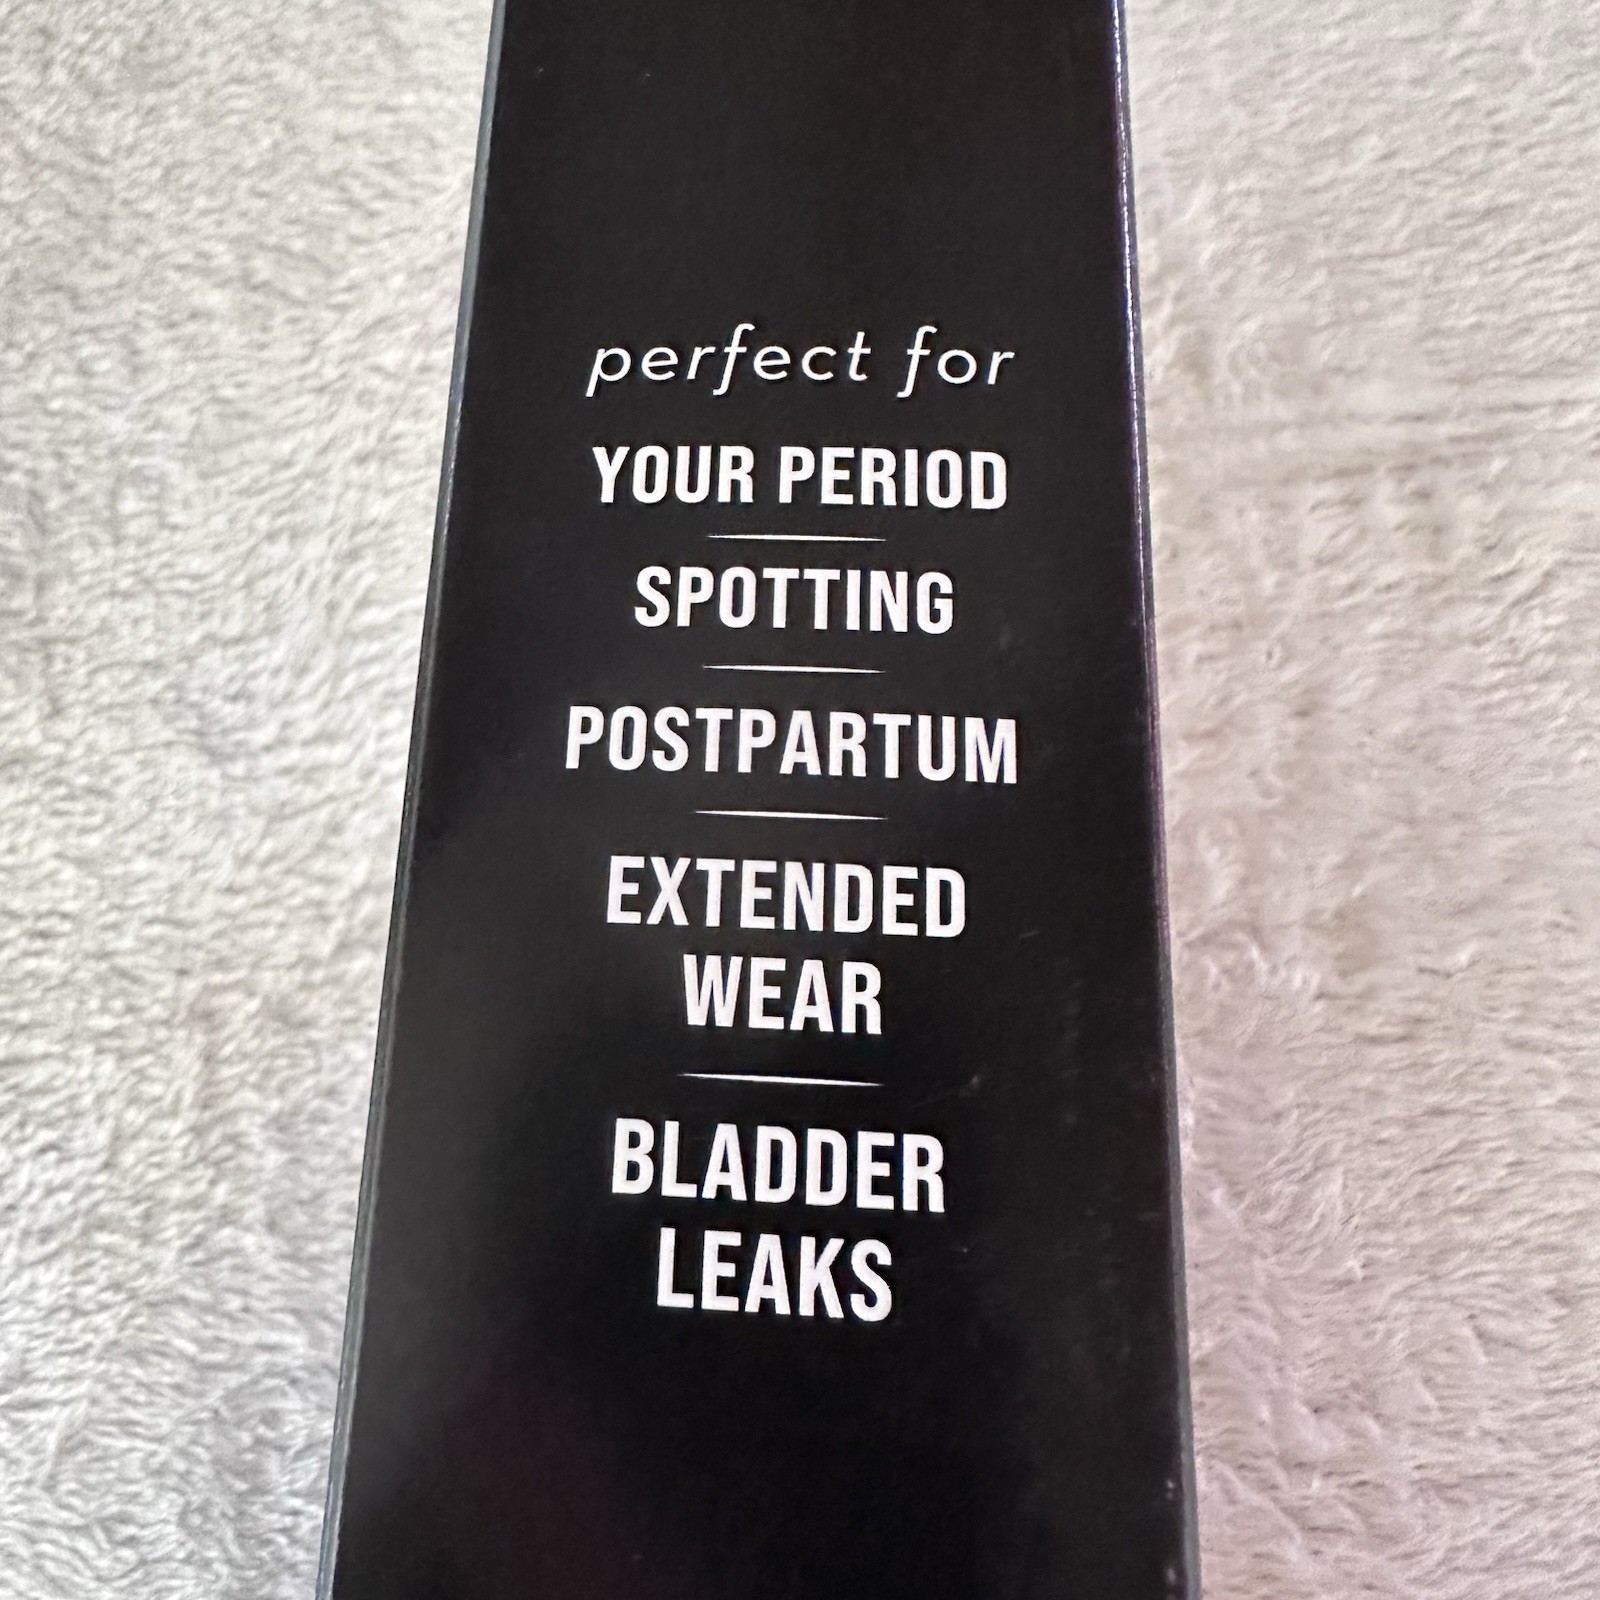 perfect for
YOUR PERIOD
SPOTTING
POSTPARTUM
EXTENDED
WEAR
BLADDER
LEAKS